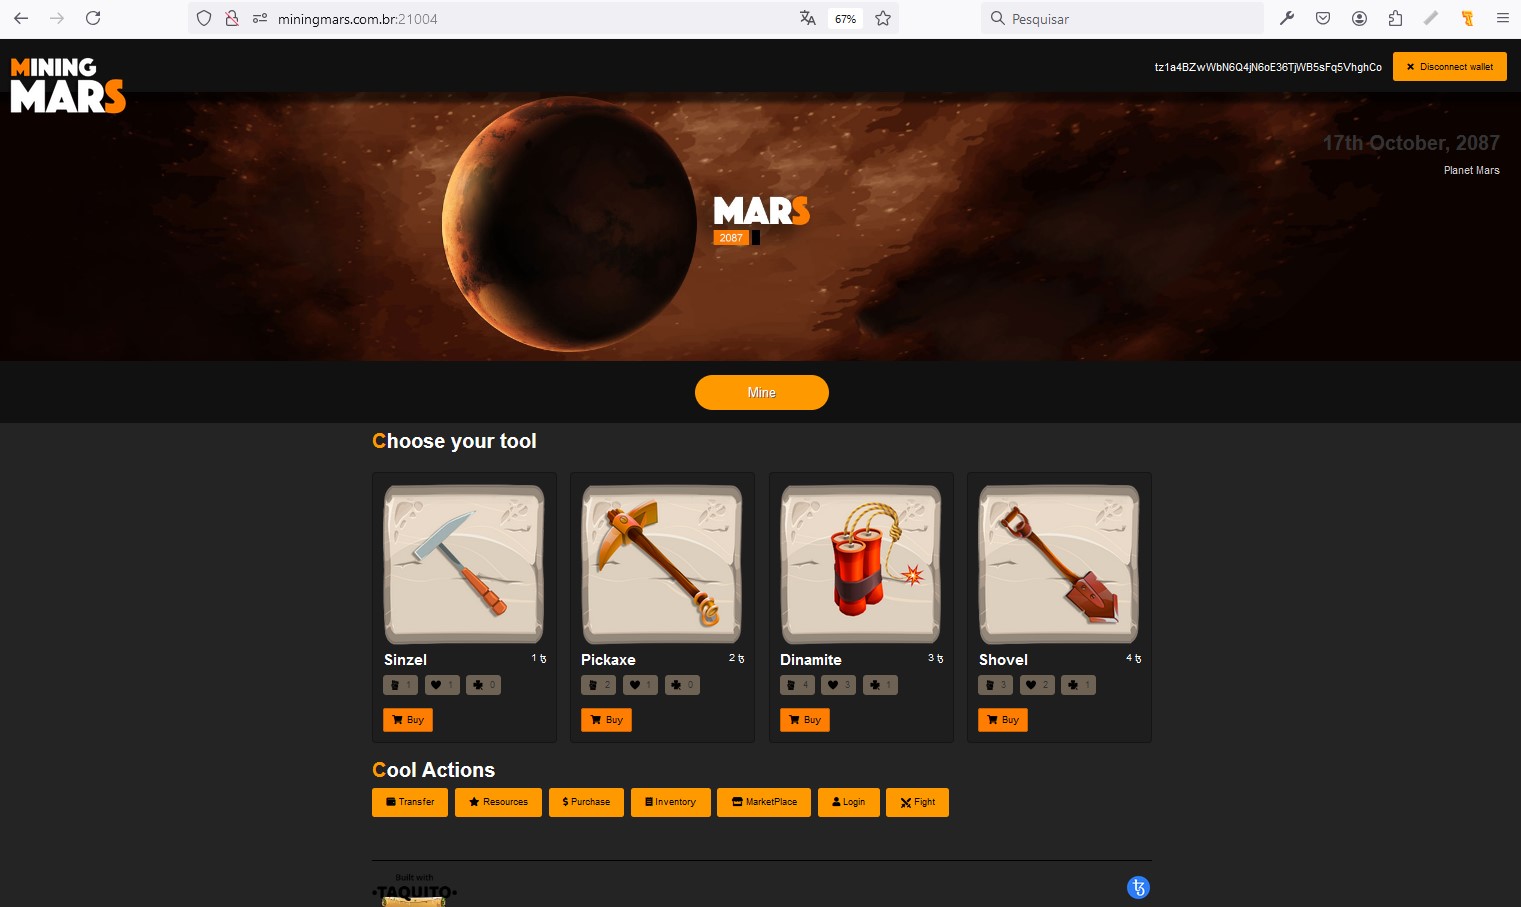 miningmars.com.br:21004
67%
Pesquisar
MINING
MARS
tz1a4BZwWbN6Q4jN6oE36TjWB5sFq5VhghCo
Disconnect wallet
17th October, 2087
Planet Mars
MARS
2087
Mine
Choose your tool
Sinzel 1 ꜩ
1 1 0
Buy
Pickaxe 2 ꜩ
2 1 0
Buy
Dinamite 3 ꜩ
4 3 1
Buy
Shovel 4 ꜩ
3 2 1
Buy
Cool Actions
Transfer Resources Purchase Inventory MarketPlace Login Fight
Built with
•TAQUITO•